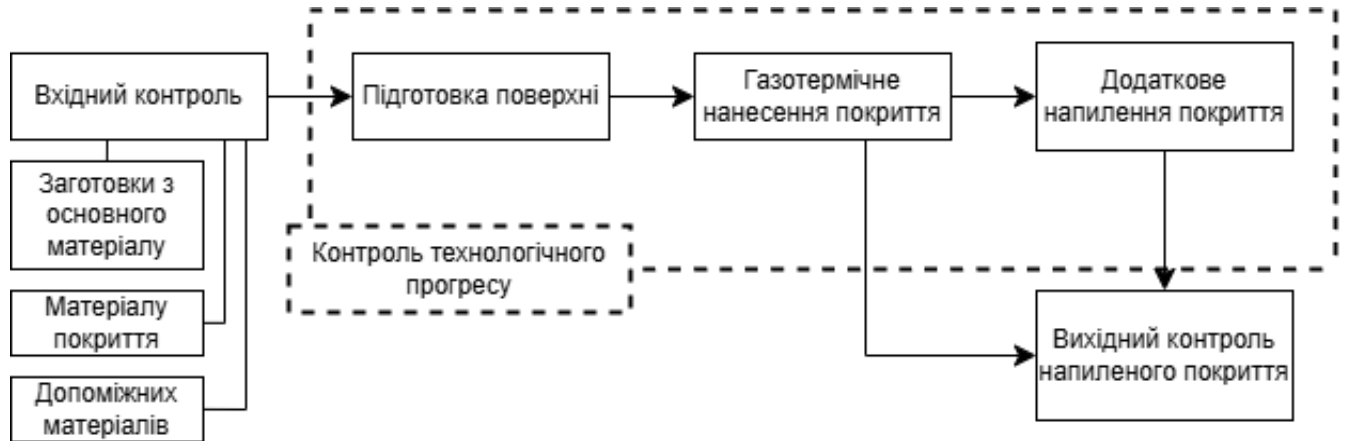 Вхідний контроль
Підготовка поверхні
Газотермічне
нанесення покриття
Додаткове
напилення покриття
Заготовки з
основного
матеріалу
Контроль технологічного
прогресу
Матеріалу
покриття
Вихідний контроль
напиленого покриття
Допоміжних
матеріалів